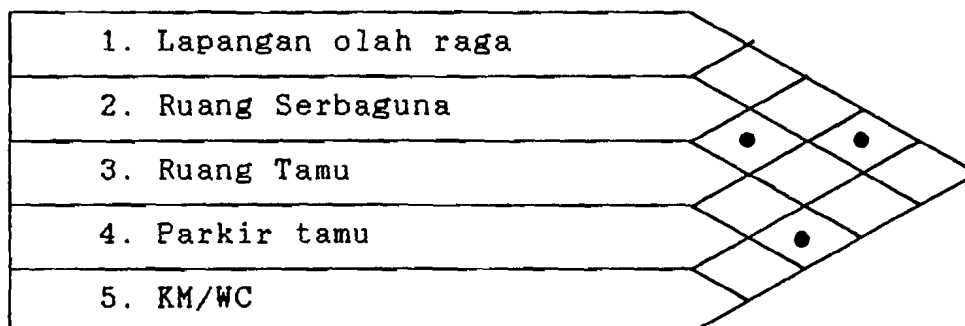 1. Lapangan olah raga
2. Ruang Serbaguna
3. Ruang Tamu
4. Parkir tamu
5. KM/WC